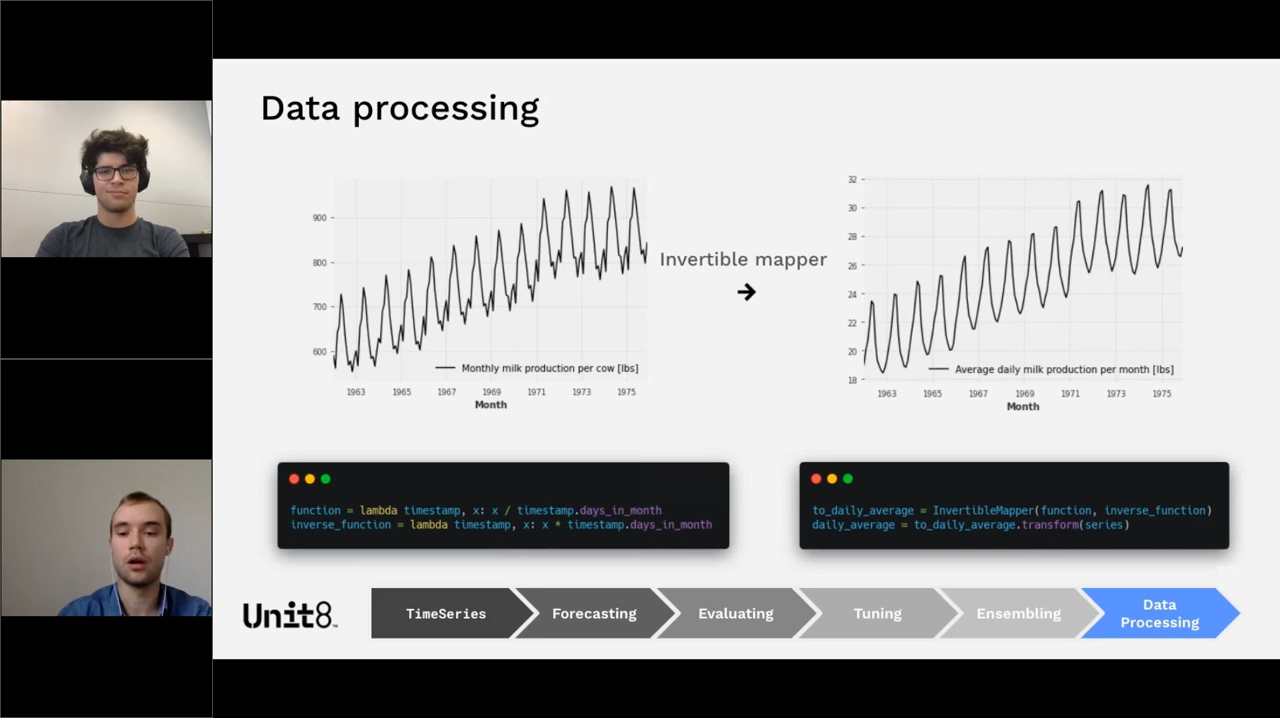 Data processing
900
800
700
600
Monthly milk production per cow [lbs]
1963 1965 1967 1969 1971 1973 1975
Month
Invertible mapper
32
30
28
26
24
22
20
18
Average daily milk production per month [lbs]
1963 1965 1967 1969 1971 1973 1975
Month
function = lambda timestamp, x: x / timestamp.days_in_month
inverse_function = lambda timestamp, x: x * timestamp.days_in_month
to_daily_average = InvertibleMapper(function, inverse_function)
daily_average = to_daily_average.transform(series)
Unit8
TimeSeries
Forecasting
Evaluating
Tuning
Ensembling
Data
Processing